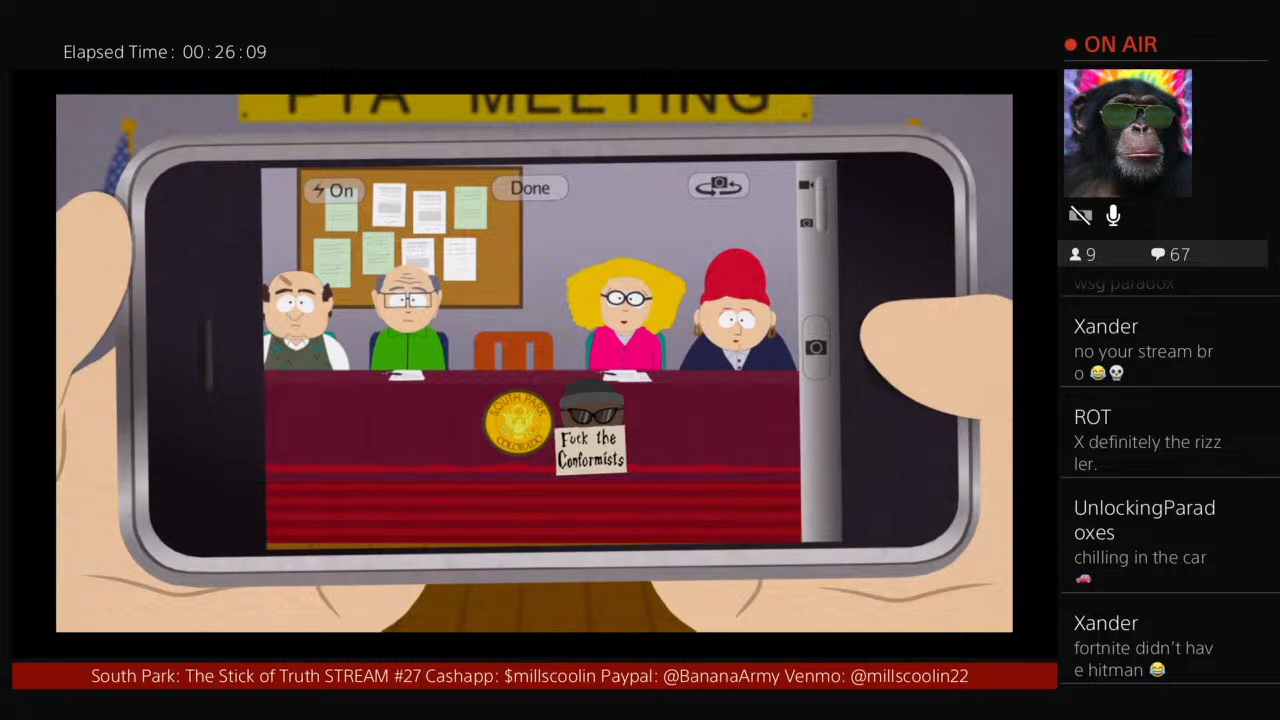 Elapsed Time: 00:26:09
ON AIR
PTA MEETING
On
Done
SOUTH PARK
COLORADO
Fuck the
Conformists
9
67
wsg paradox
Xander
no your stream br
o 😂💀
ROT
X definitely the rizz
ler.
UnlockingParad
oxes
chilling in the car
🚗
Xander
fortnite didn't hav
e hitman 😂
South Park: The Stick of Truth STREAM #27 Cashapp: $millscoolin Paypal: @BananaArmy Venmo: @millscoolin22